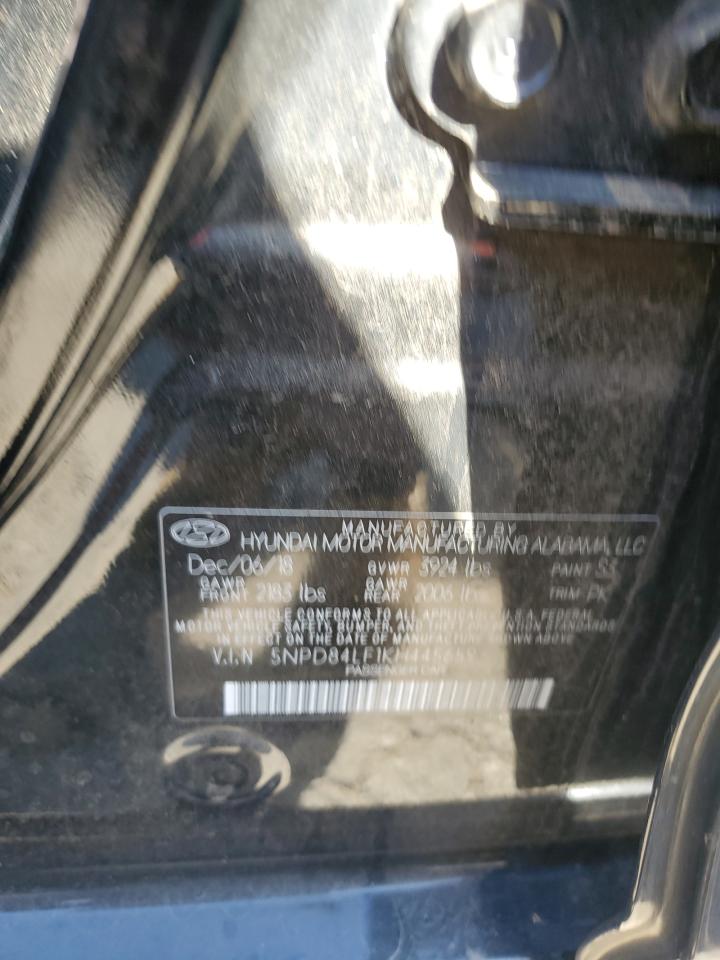 MANUFACTURED BY
HYUNDAI MOTOR MANUFACTURING ALABAMA, LLC
Dec/06/18 GVWR 3924 lbs PAINT
GAWR FRONT 2183 lbs GAWR REAR 2006 lbs TRIM
THIS VEHICLE CONFORMS TO ALL APPLICABLE U.S.A. FEDERAL
MOTOR VEHICLE SAFETY, BUMPER, AND THEFT PREVENTION STANDARDS
IN EFFECT ON THE DATE OF MANUFACTURE SHOWN ABOVE
V.I.N
PASSENGER CAR